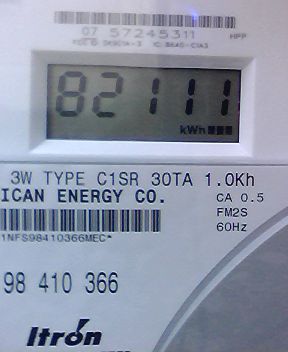 07 57245311 HPP
82111
kWh
3W TYPE C1SR 30TA 1.0Kh
ICAN ENERGY CO. CA 0.5
FM2S
60Hz
1NFS98410366MEC*
98 410 366
Itron